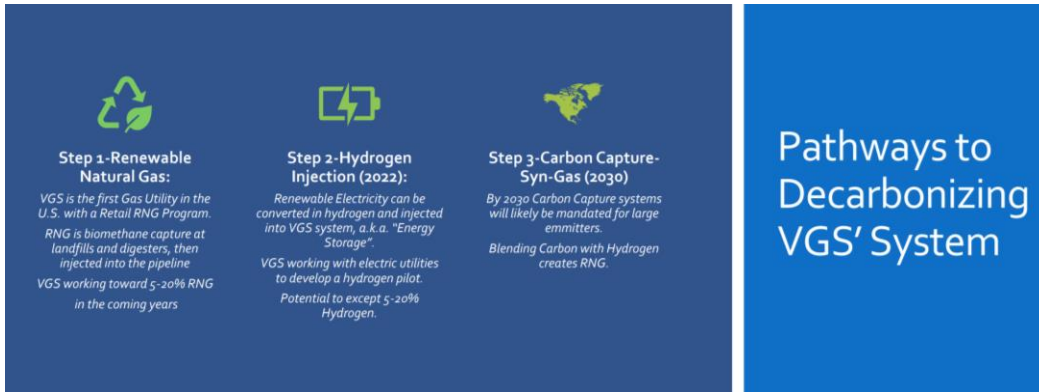 Step 1-Renewable
Natural Gas:
VGS is the first Gas Utility in the
U.S. with a Retail RNG Program.
RNG is biomethane capture at
landfills and digesters, then
injected into the pipeline
VGS working toward 5-20% RNG
in the coming years
Step 2-Hydrogen
Injection (2022):
Renewable Electricity can be
converted in hydrogen and injected
into VGS system, a.k.a. "Energy
Storage".
VGS working with electric utilities
to develop a hydrogen pilot.
Potential to except 5-20%
Hydrogen.
Step 3-Carbon Capture-
Syn-Gas (2030)
By 2030 Carbon Capture systems
will likely be mandated for large
emmitters.
Blending Carbon with Hydrogen
creates RNG.
Pathways to
Decarbonizing
VGS' System